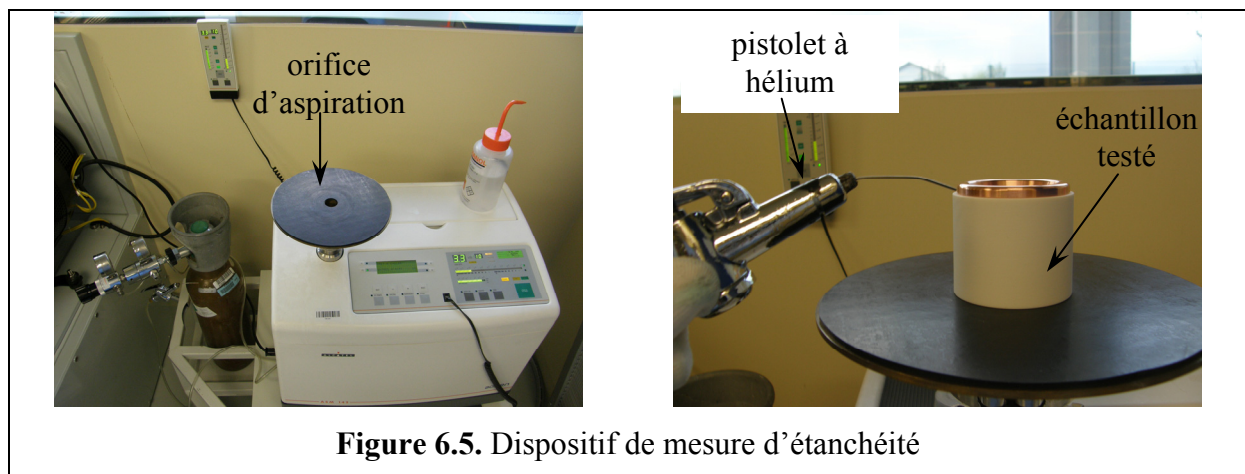 orifice
d’aspiration
pistolet à
hélium
échantillon
testé
Figure 6.5. Dispositif de mesure d’étanchéité